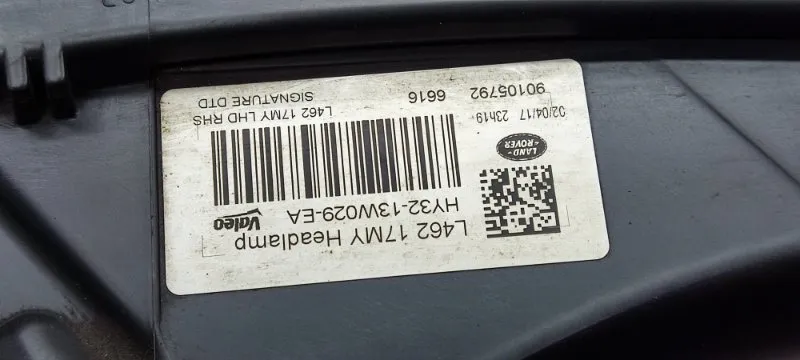 L462 17MY Headlamp
HY32-13W029-EA
Valeo
LAND-
ROVER
L462 17MY LHD RHS
SIGNATURE DTD
6616
02/04/17 23h19
90105792